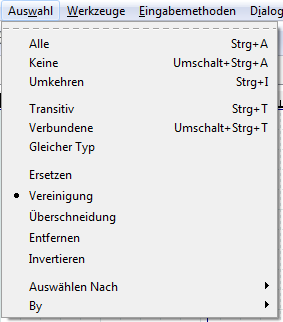 Auswahl Werkzeuge Eingabemethoden Dialog
Alle Strg+A
Keine Umschalt+Strg+A
Umkehren Strg+I
Transitiv Strg+T
Verbundene Umschalt+Strg+T
Gleicher Typ
Ersetzen
Vereinigung
Überschneidung
Entfernen
Invertieren
Auswählen Nach
By